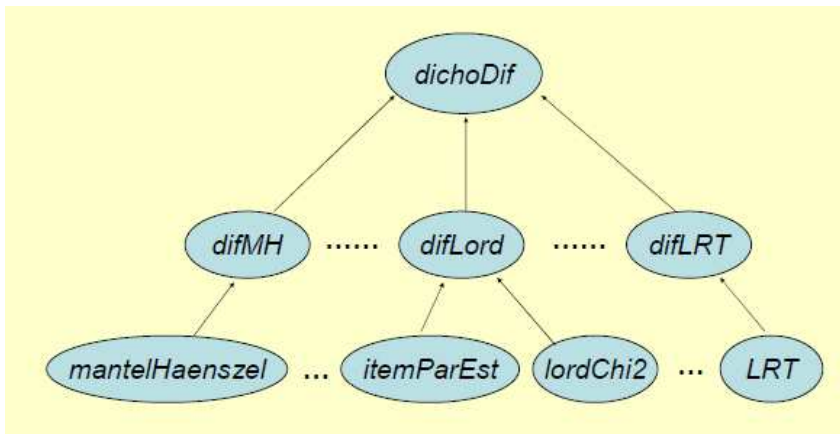 dichoDif
difMH ...... difLord ...... difLRT
mantelHaenszel ... itemParEst lordChi2 ... LRT